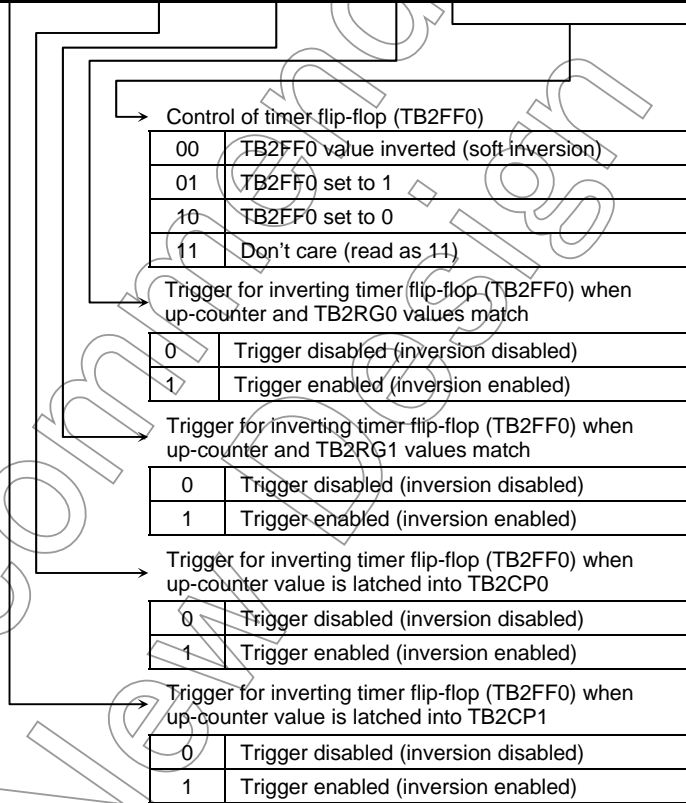 Control of timer flip-flop (TB2FF0)
00 TB2FF0 value inverted (soft inversion)
01 TB2FF0 set to 1
10 TB2FF0 set to 0
11 Don't care (read as 11)
Trigger for inverting timer flip-flop (TB2FF0) when
up-counter and TB2RG0 values match
0 Trigger disabled (inversion disabled)
1 Trigger enabled (inversion enabled)
Trigger for inverting timer flip-flop (TB2FF0) when
up-counter and TB2RG1 values match
0 Trigger disabled (inversion disabled)
1 Trigger enabled (inversion enabled)
Trigger for inverting timer flip-flop (TB2FF0) when
up-counter value is latched into TB2CP0
0 Trigger disabled (inversion disabled)
1 Trigger enabled (inversion enabled)
Trigger for inverting timer flip-flop (TB2FF0) when
up-counter value is latched into TB2CP1
0 Trigger disabled (inversion disabled)
1 Trigger enabled (inversion enabled)